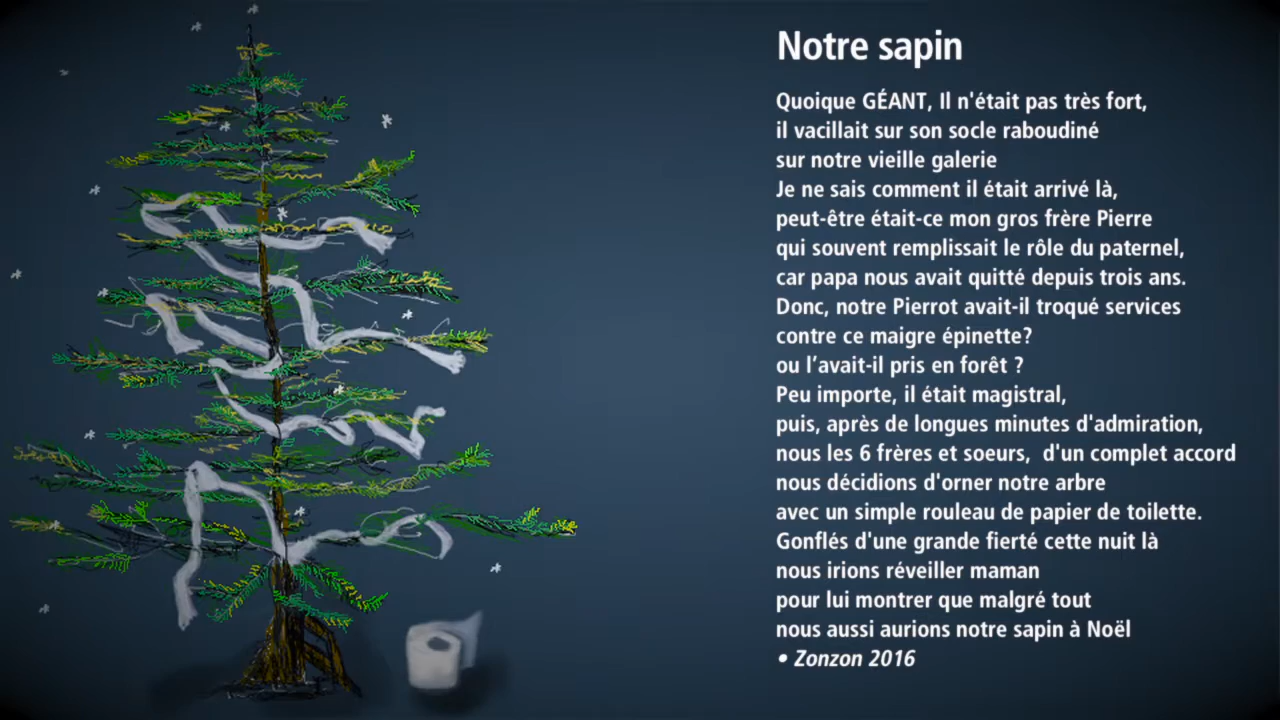 Notre sapin
Quoique GÉANT, Il n'était pas très fort,
il vacillait sur son socle raboudiné
sur notre vieille galerie
Je ne sais comment il était arrivé là,
peut-être était-ce mon gros frère Pierre
qui souvent remplissait le rôle du paternel,
car papa nous avait quitté depuis trois ans.
Donc, notre Pierrot avait-il troqué services
contre ce maigre épinette?
ou l’avait-il pris en forêt ?
Peu importe, il était magistral,
puis, après de longues minutes d'admiration,
nous les 6 frères et soeurs,  d'un complet accord
nous décidions d'orner notre arbre
avec un simple rouleau de papier de toilette.
Gonflés d'une grande fierté cette nuit là
nous irions réveiller maman
pour lui montrer que malgré tout
nous aussi aurions notre sapin à Noël
• Zonzon 2016